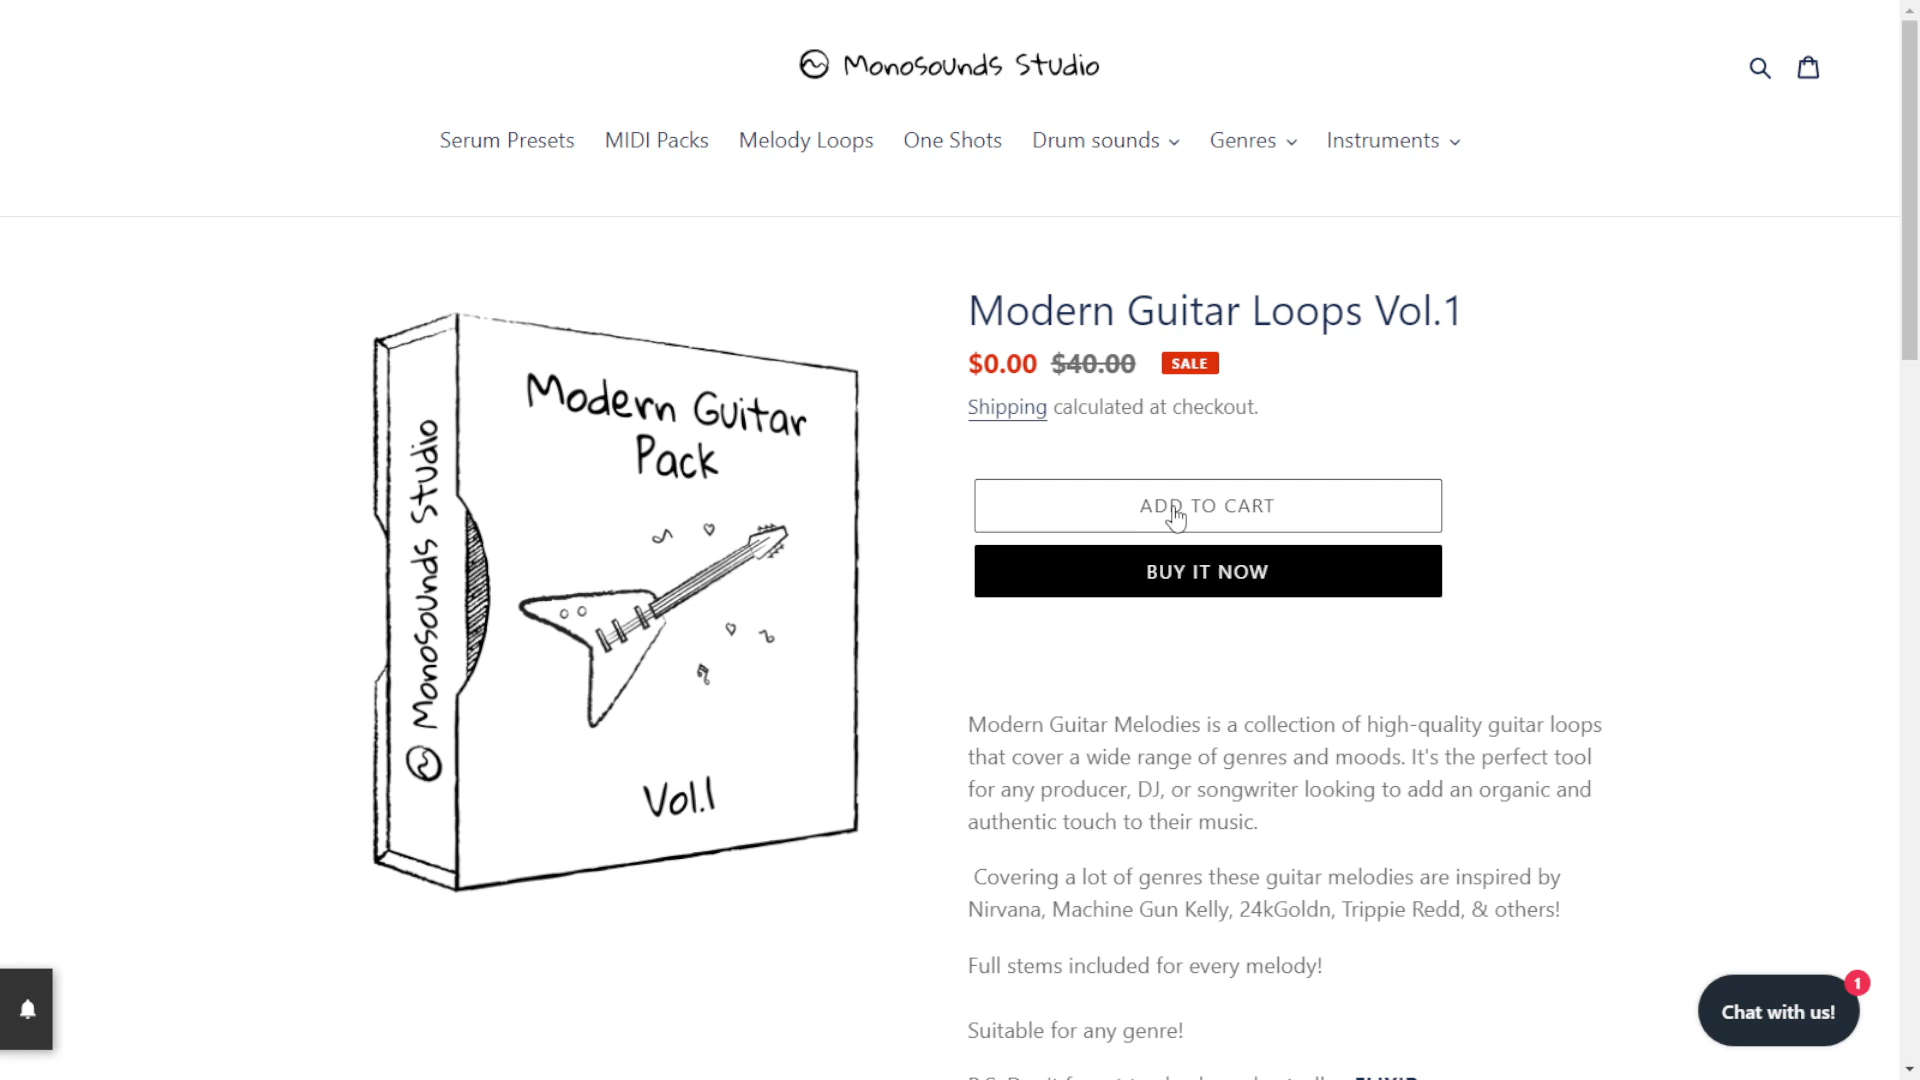 Monosounds Studio
Serum Presets MIDI Packs Melody Loops One Shots Drum sounds Genres Instruments
Modern Guitar Pack
Monosounds Studio
Vol.1
Modern Guitar Loops Vol.1
$0.00 $40.00 SALE
Shipping calculated at checkout.
ADD TO CART
BUY IT NOW
Modern Guitar Melodies is a collection of high-quality guitar loops
that cover a wide range of genres and moods. It's the perfect tool
for any producer, DJ, or songwriter looking to add an organic and
authentic touch to their music.
Covering a lot of genres these guitar melodies are inspired by
Nirvana, Machine Gun Kelly, 24kGoldn, Trippie Redd, & others!
Full stems included for every melody!
Suitable for any genre!
1
Chat with us!